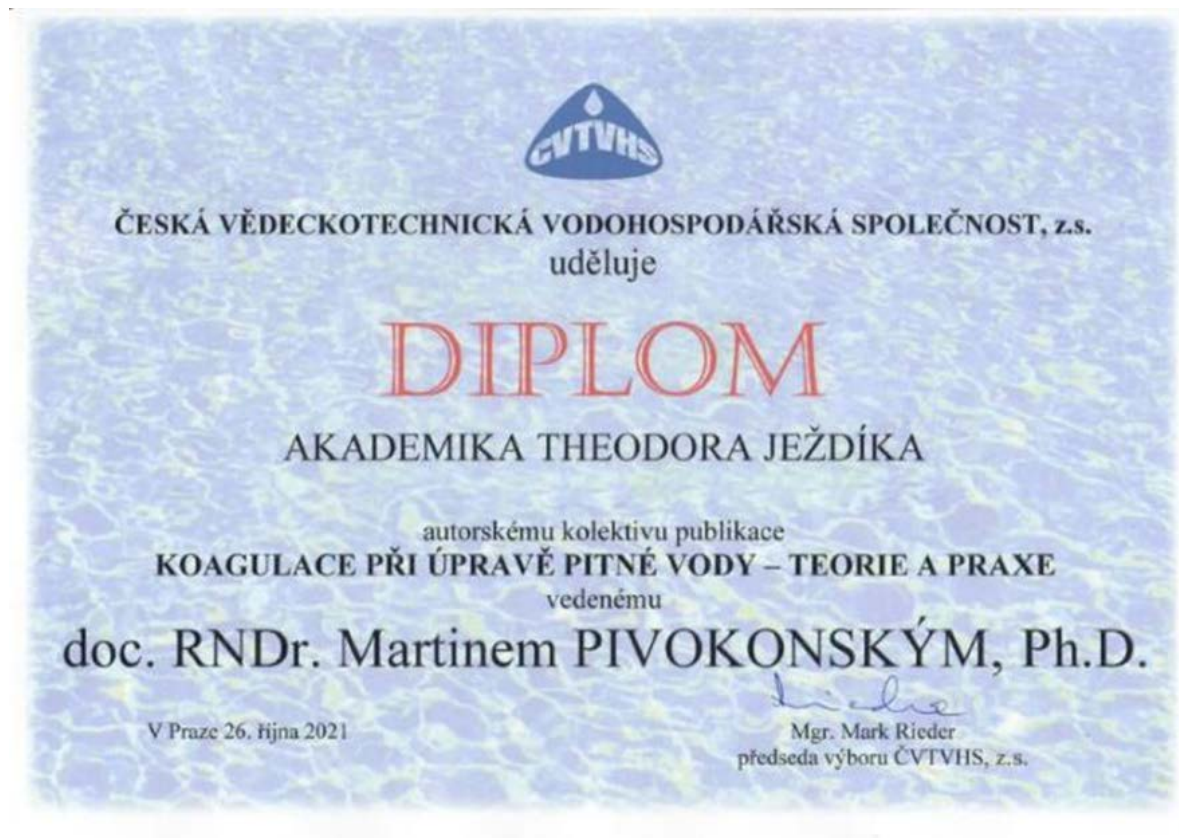 ČVTVHS
ČESKÁ VĚDECKOTECHNICKÁ VODOHOSPODÁŘSKÁ SPOLEČNOST, z.s.
uděluje
DIPLOM
AKADEMIKA THEODORA JEŽDÍKA
autorskému kolektivu publikace
KOAGULACE PŘI ÚPRAVĚ PITNÉ VODY – TEORIE A PRAXE
vedenému
doc. RNDr. Martinem PIVOKONSKÝM, Ph.D.
V Praze 26. října 2021
Mgr. Mark Rieder
předseda výboru ČVTVHS, z.s.